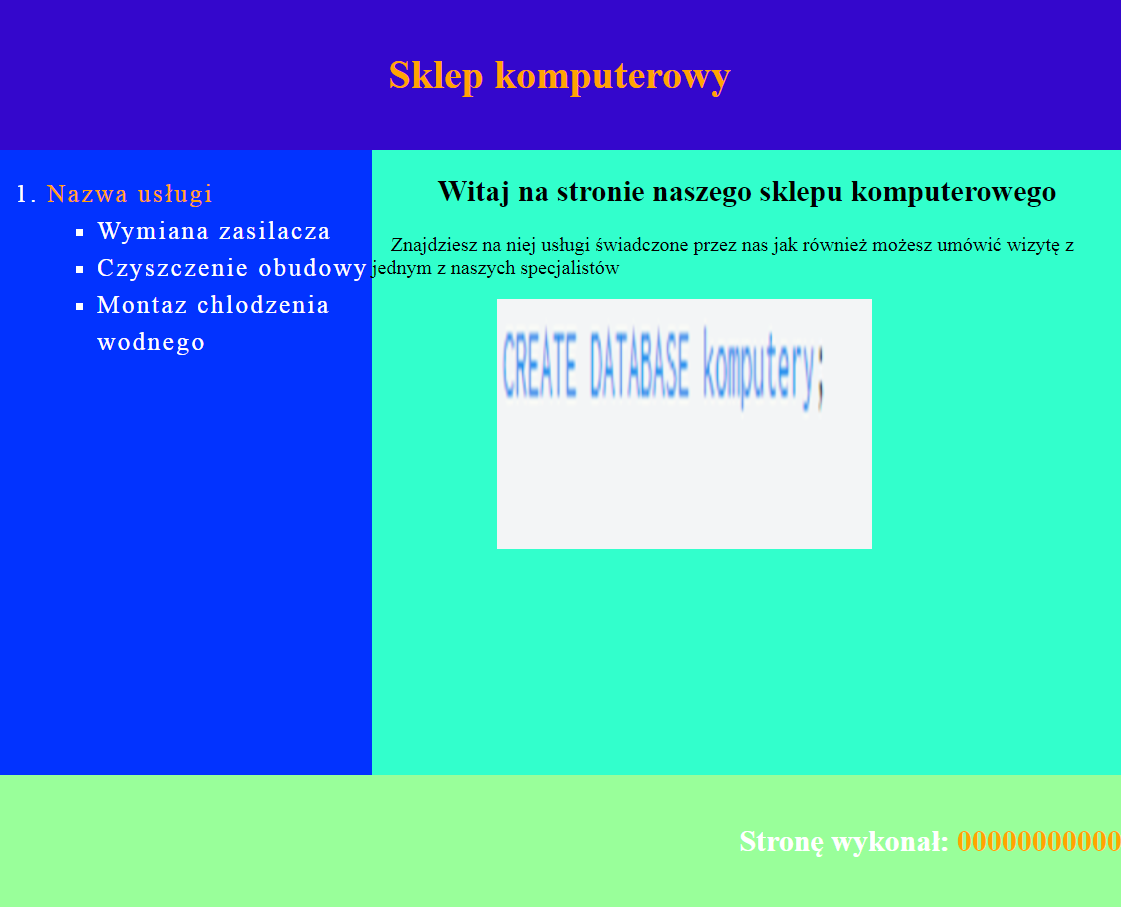 Sklep komputerowy
1. Nazwa usługi
Wymiana zasilacza
Czyszczenie obudowy
Montaz chlodzenia
wodnego
Witaj na stronie naszego sklepu komputerowego
Znajdziesz na niej usługi świadczone przez nas jak również możesz umówić wizytę z
jednym z naszych specjalistów
CREATE DATABASE komputery;
Stronę wykonał: 00000000000